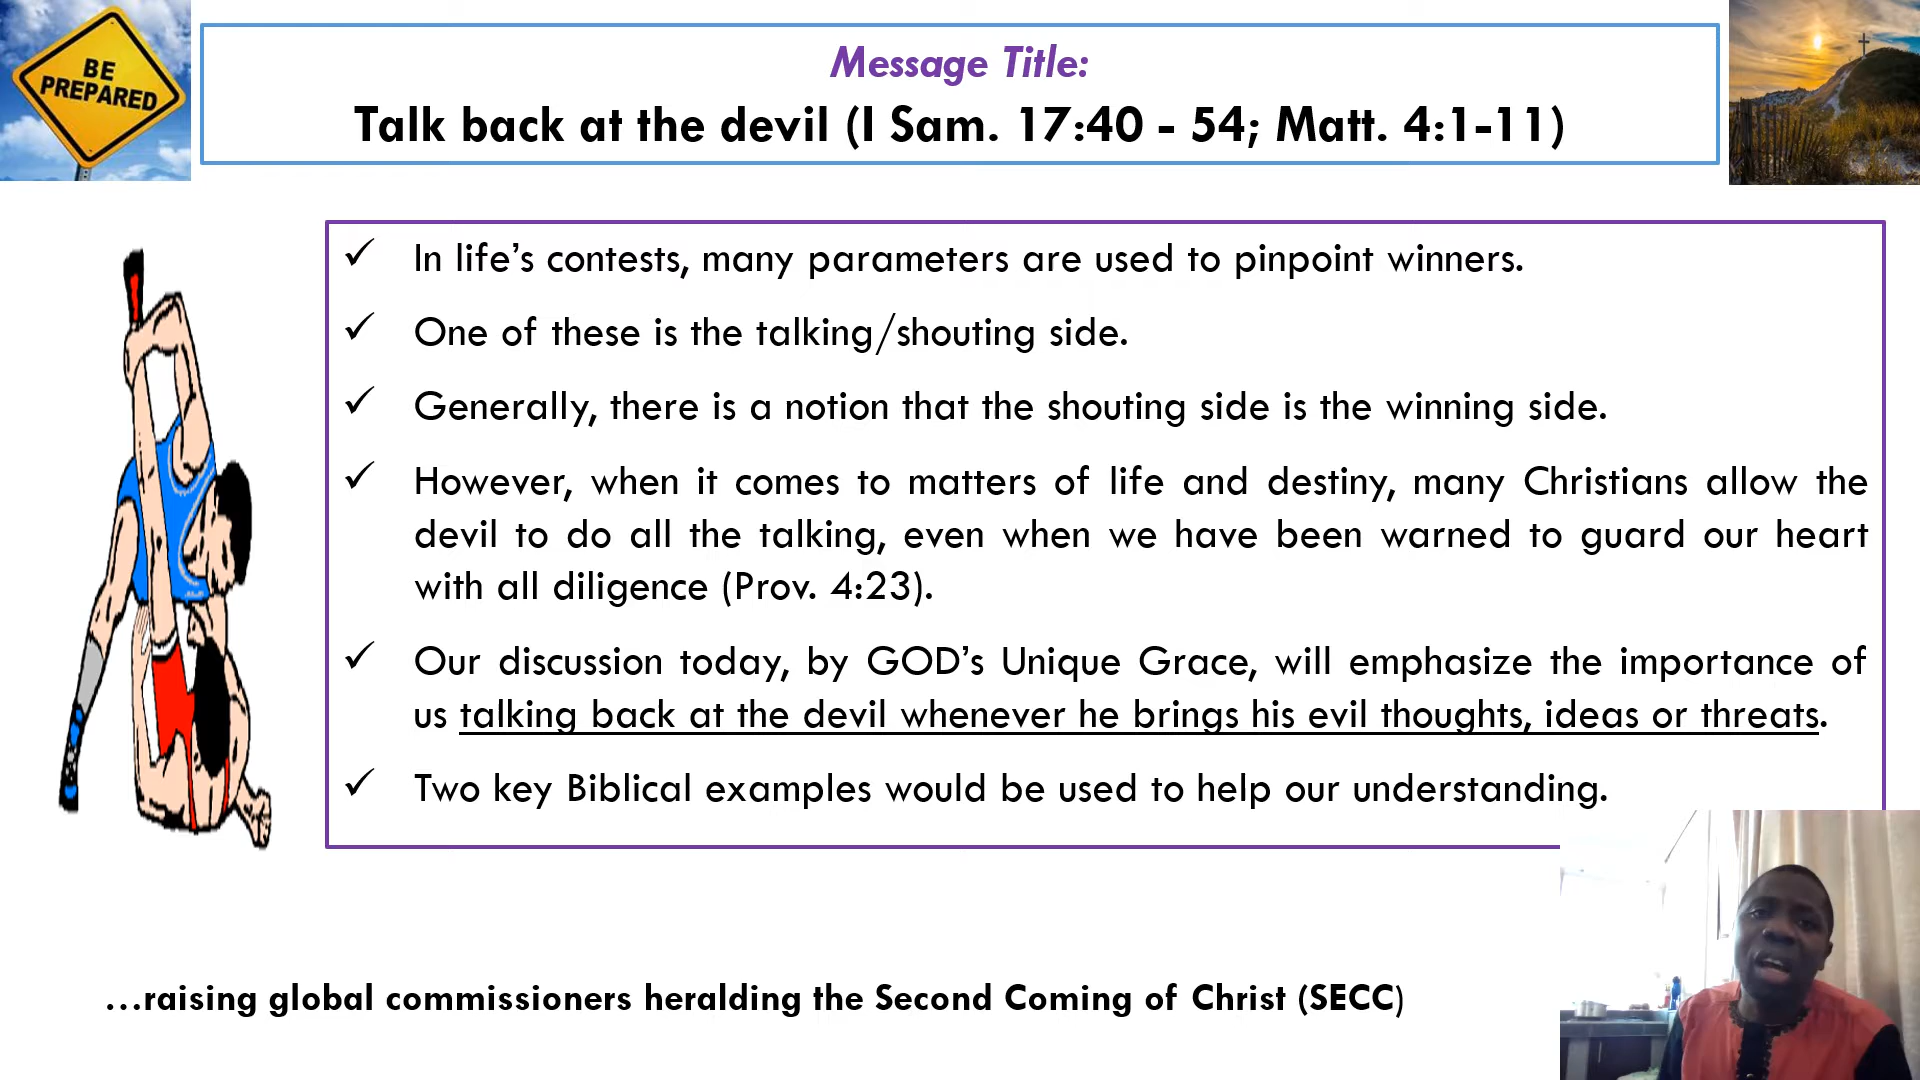 BE
PREPARED
Message Title:
Talk back at the devil (I Sam. 17:40 - 54; Matt. 4:1-11)
✓ In life’s contests, many parameters are used to pinpoint winners.
✓ One of these is the talking/shouting side.
✓ Generally, there is a notion that the shouting side is the winning side.
✓ However, when it comes to matters of life and destiny, many Christians allow the
devil to do all the talking, even when we have been warned to guard our heart
with all diligence (Prov. 4:23).
✓ Our discussion today, by GOD’s Unique Grace, will emphasize the importance of
us talking back at the devil whenever he brings his evil thoughts, ideas or threats.
✓ Two key Biblical examples would be used to help our understanding.
…raising global commissioners heralding the Second Coming of Christ (SECC)